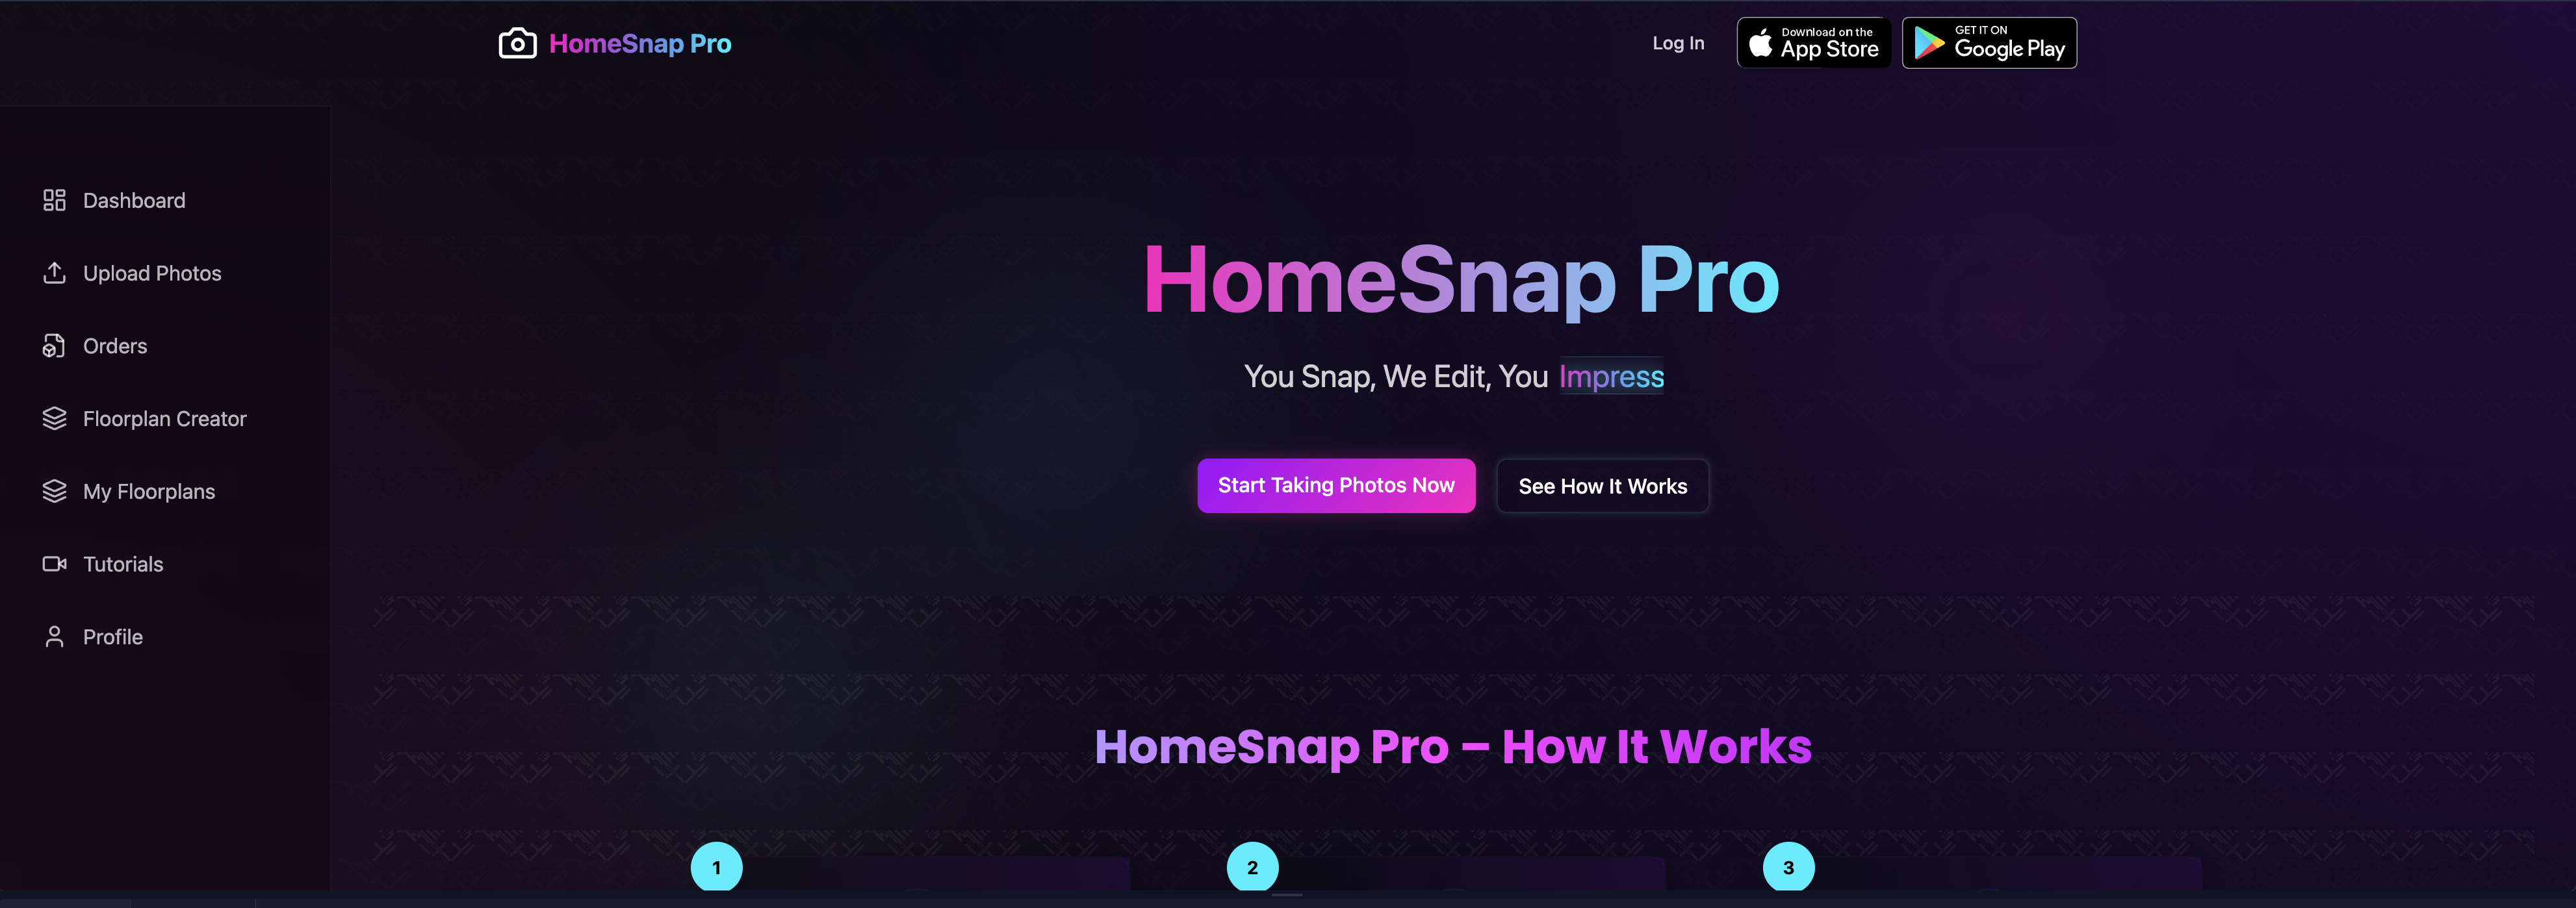 HomeSnap Pro
Log In
Download on the
App Store
GET IT ON
Google Play
Dashboard
Upload Photos
Orders
Floorplan Creator
My Floorplans
Tutorials
Profile
HomeSnap Pro
You Snap, We Edit, You Impress
Start Taking Photos Now
See How It Works
HomeSnap Pro – How It Works
1
2
3